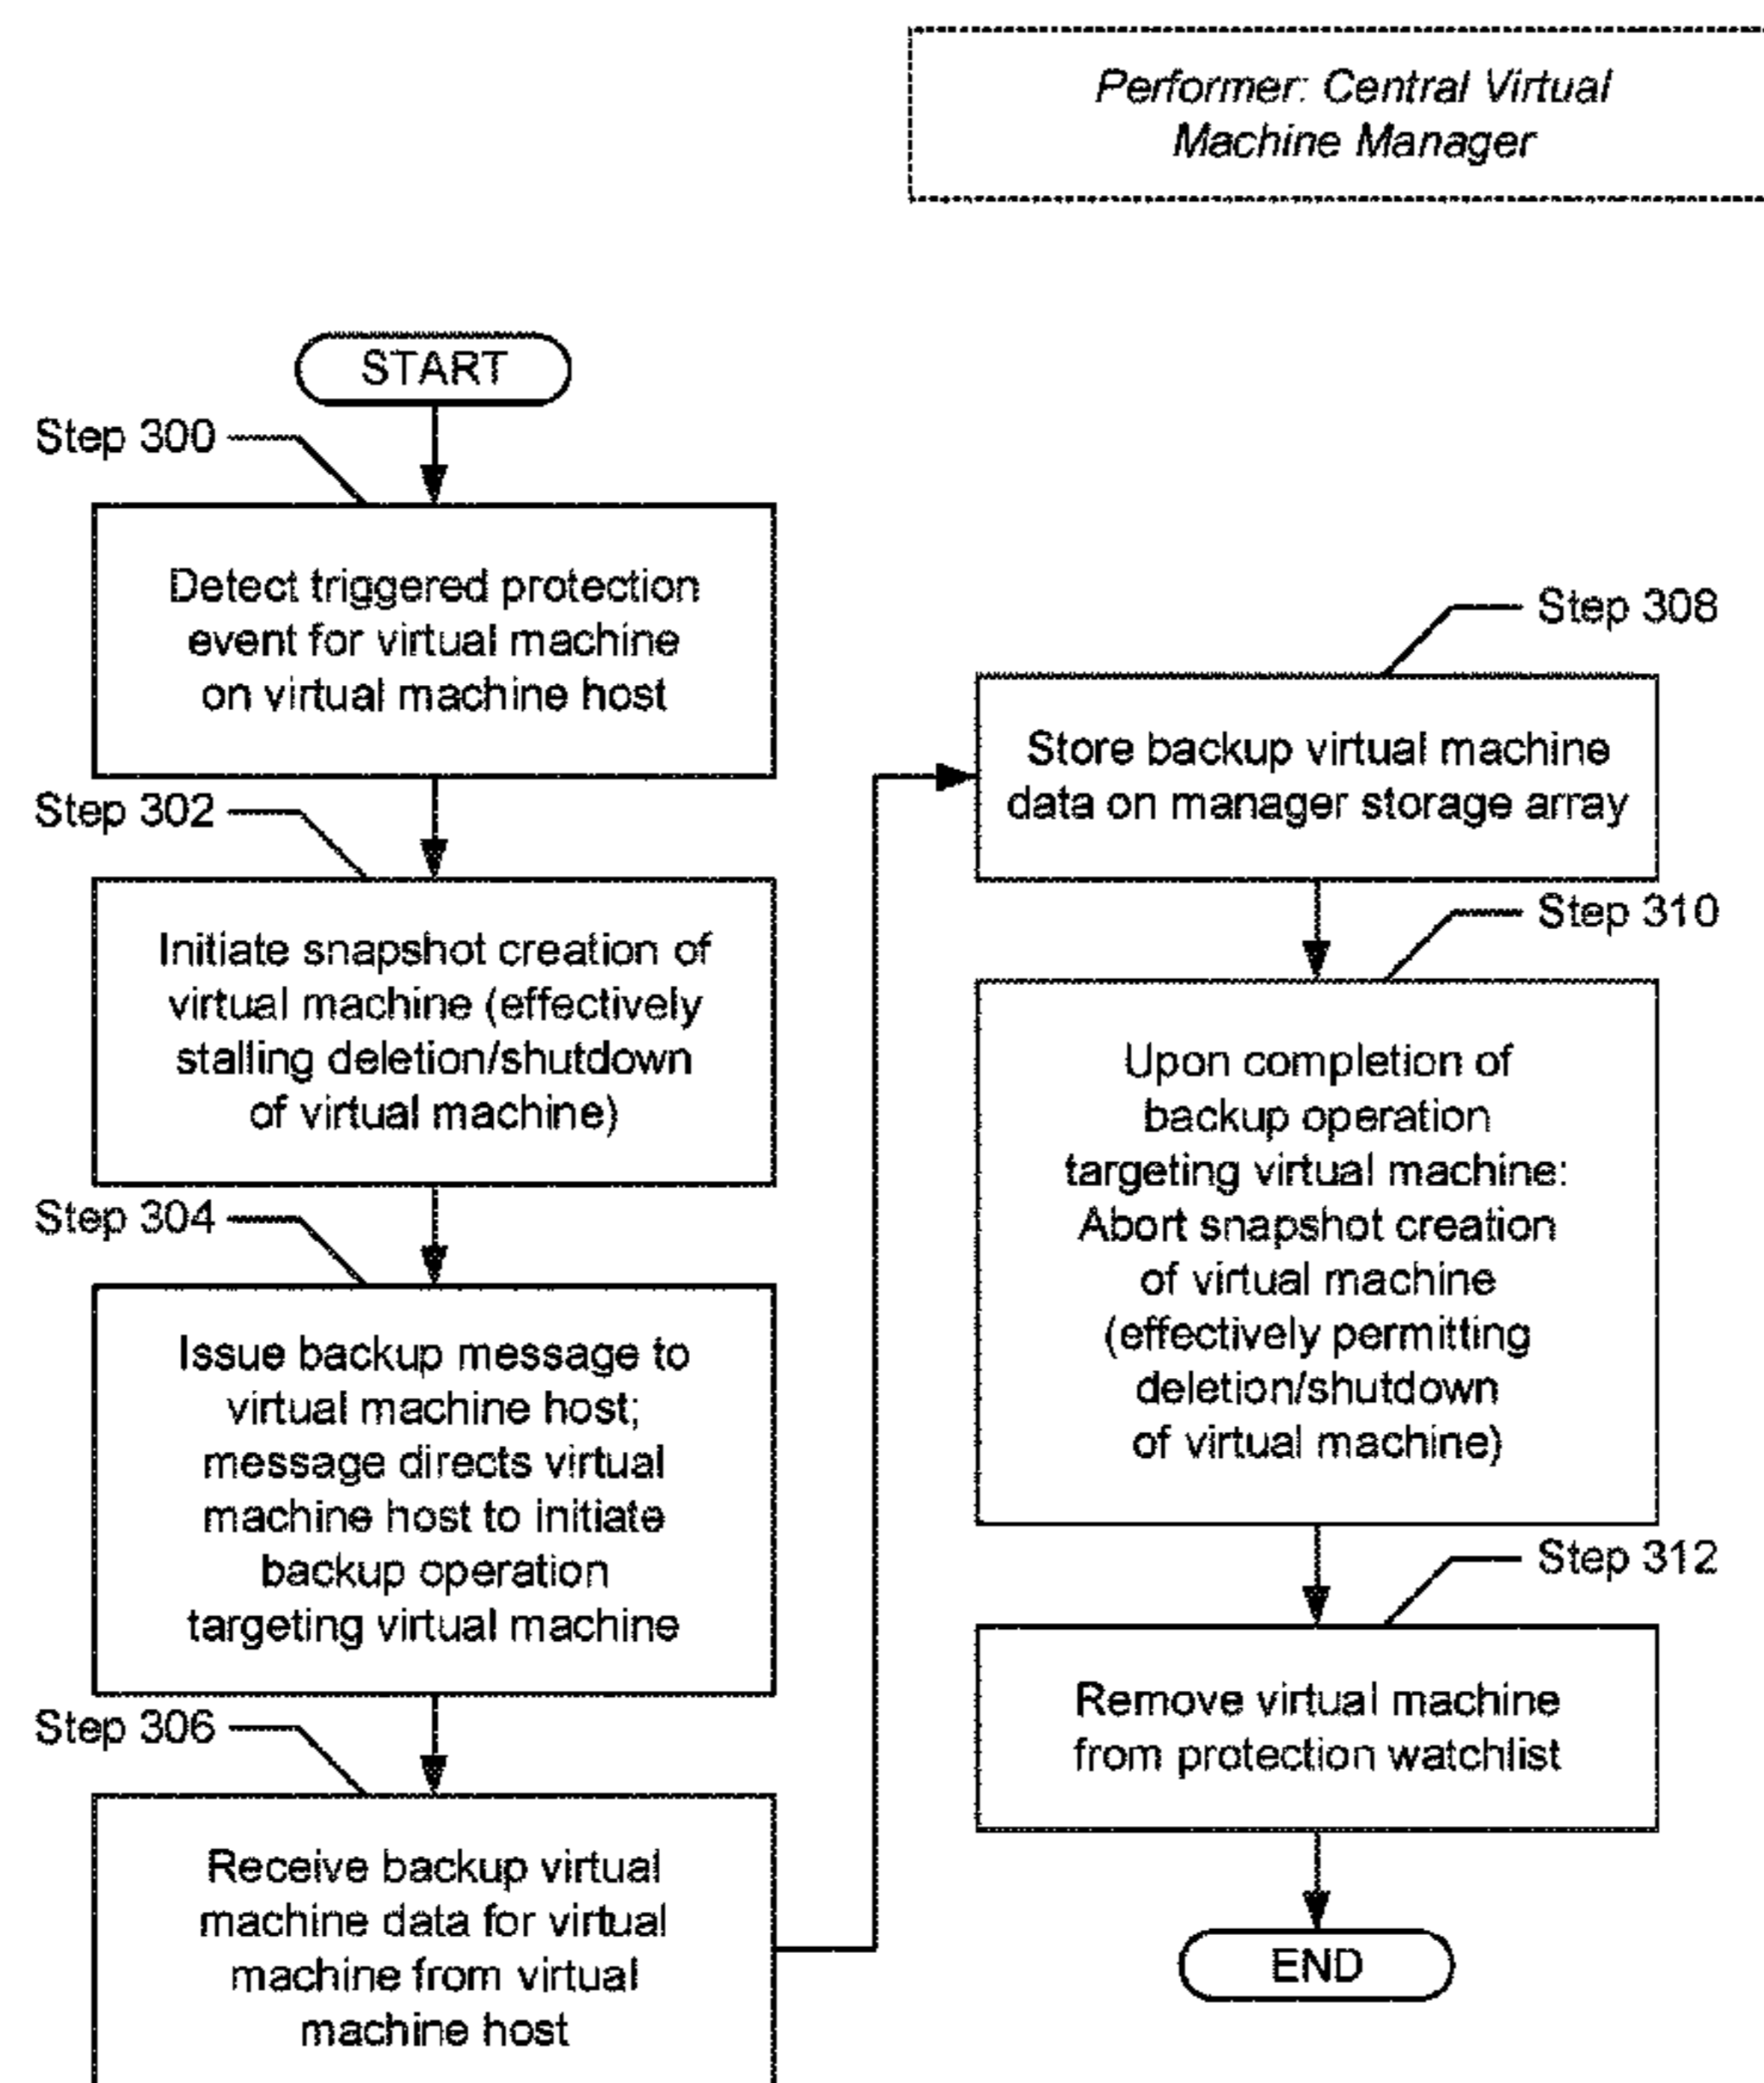 Performer: Central Virtual
Machine Manager
START
Step 300
Detect triggered protection
event for virtual machine
on virtual machine host
Step 302
Initiate snapshot creation of
virtual machine (effectively
stalling deletion/shutdown
of virtual machine)
Step 304
Issue backup message to
virtual machine host;
message directs virtual
machine host to initiate
backup operation
targeting virtual machine
Step 306
Receive backup virtual
machine data for virtual
machine from virtual
machine host
Step 308
Store backup virtual machine
data on manager storage array
Step 310
Upon completion of
backup operation
targeting virtual machine:
Abort snapshot creation
of virtual machine
(effectively permitting
deletion/shutdown
of virtual machine)
Step 312
Remove virtual machine
from protection watchlist
END